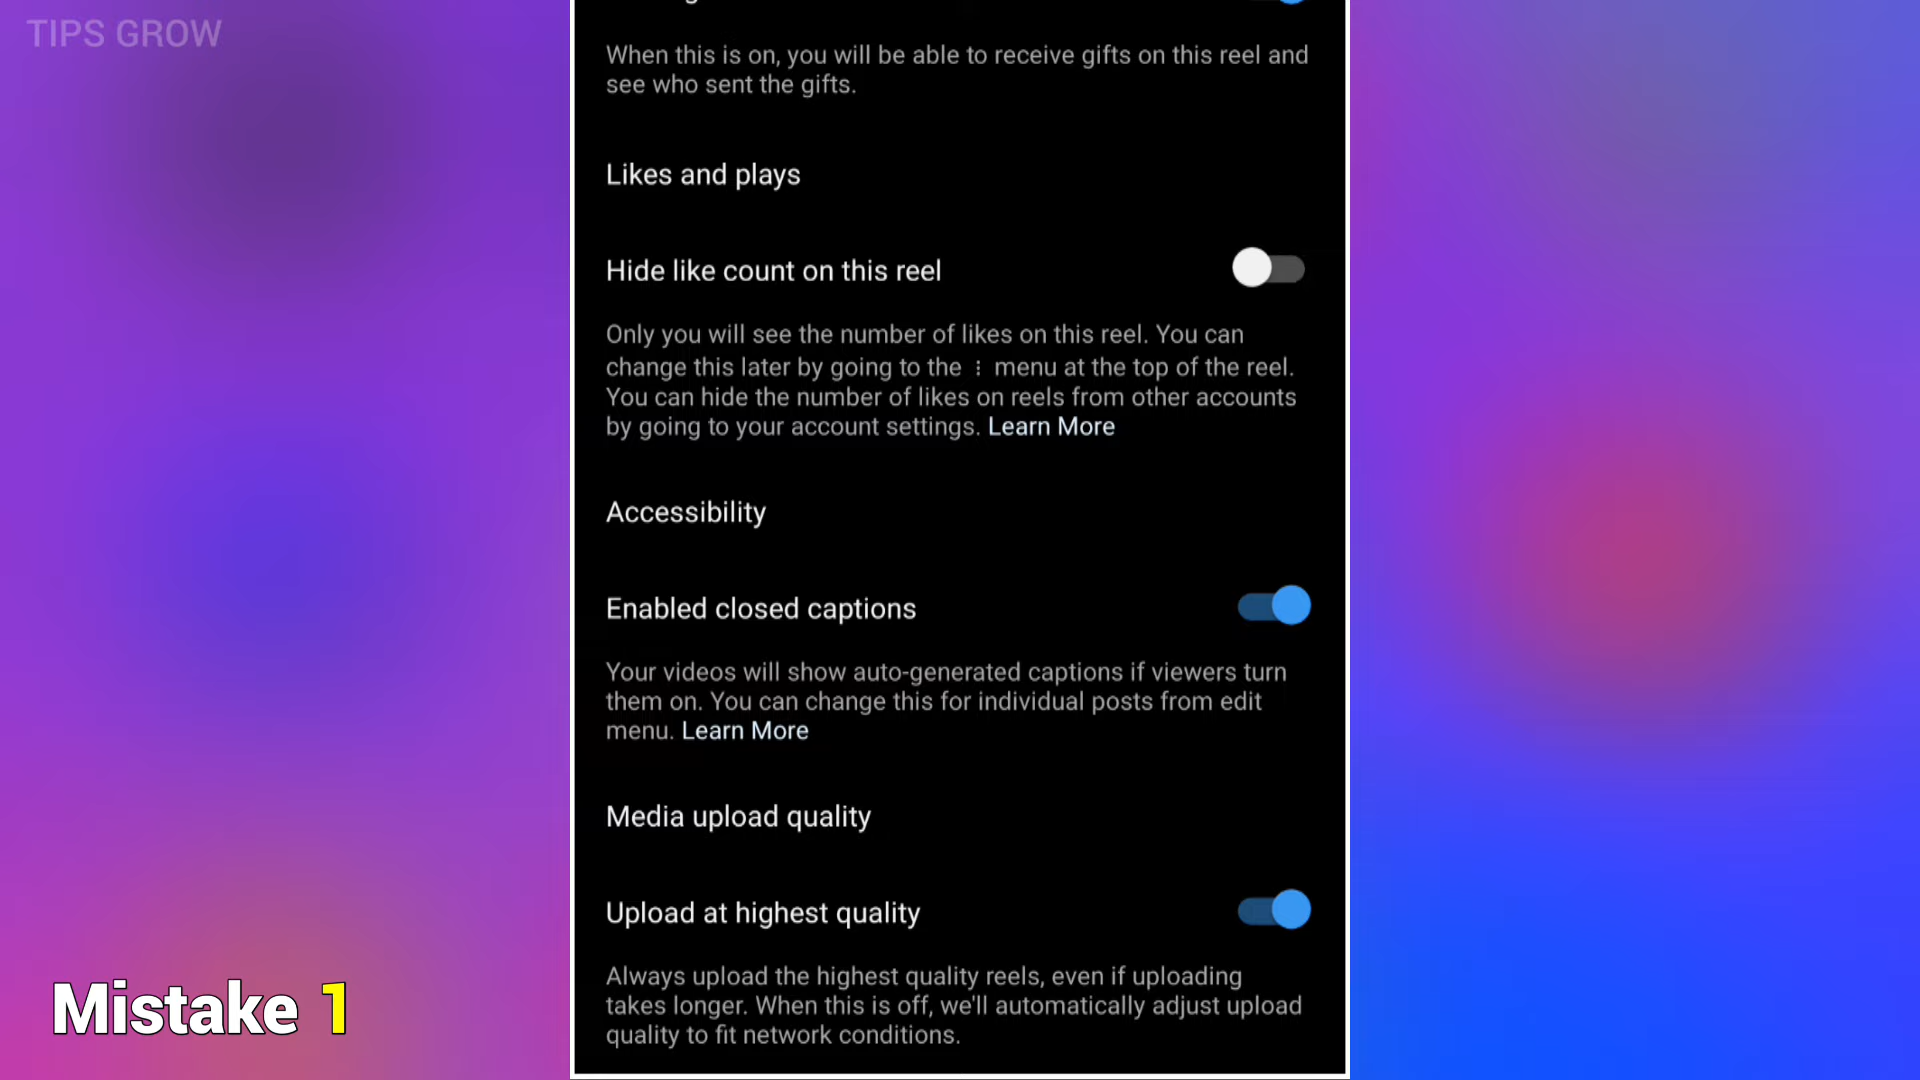 TIPS GROW
When this is on, you will be able to receive gifts on this reel and
see who sent the gifts.
Likes and plays
Hide like count on this reel
Only you will see the number of likes on this reel. You can
change this later by going to the ⋮ menu at the top of the reel.
You can hide the number of likes on reels from other accounts
by going to your account settings. Learn More
Accessibility
Enabled closed captions
Your videos will show auto-generated captions if viewers turn
them on. You can change this for individual posts from edit
menu. Learn More
Media upload quality
Upload at highest quality
Always upload the highest quality reels, even if uploading
takes longer. When this is off, we'll automatically adjust upload
quality to fit network conditions.
Mistake 1